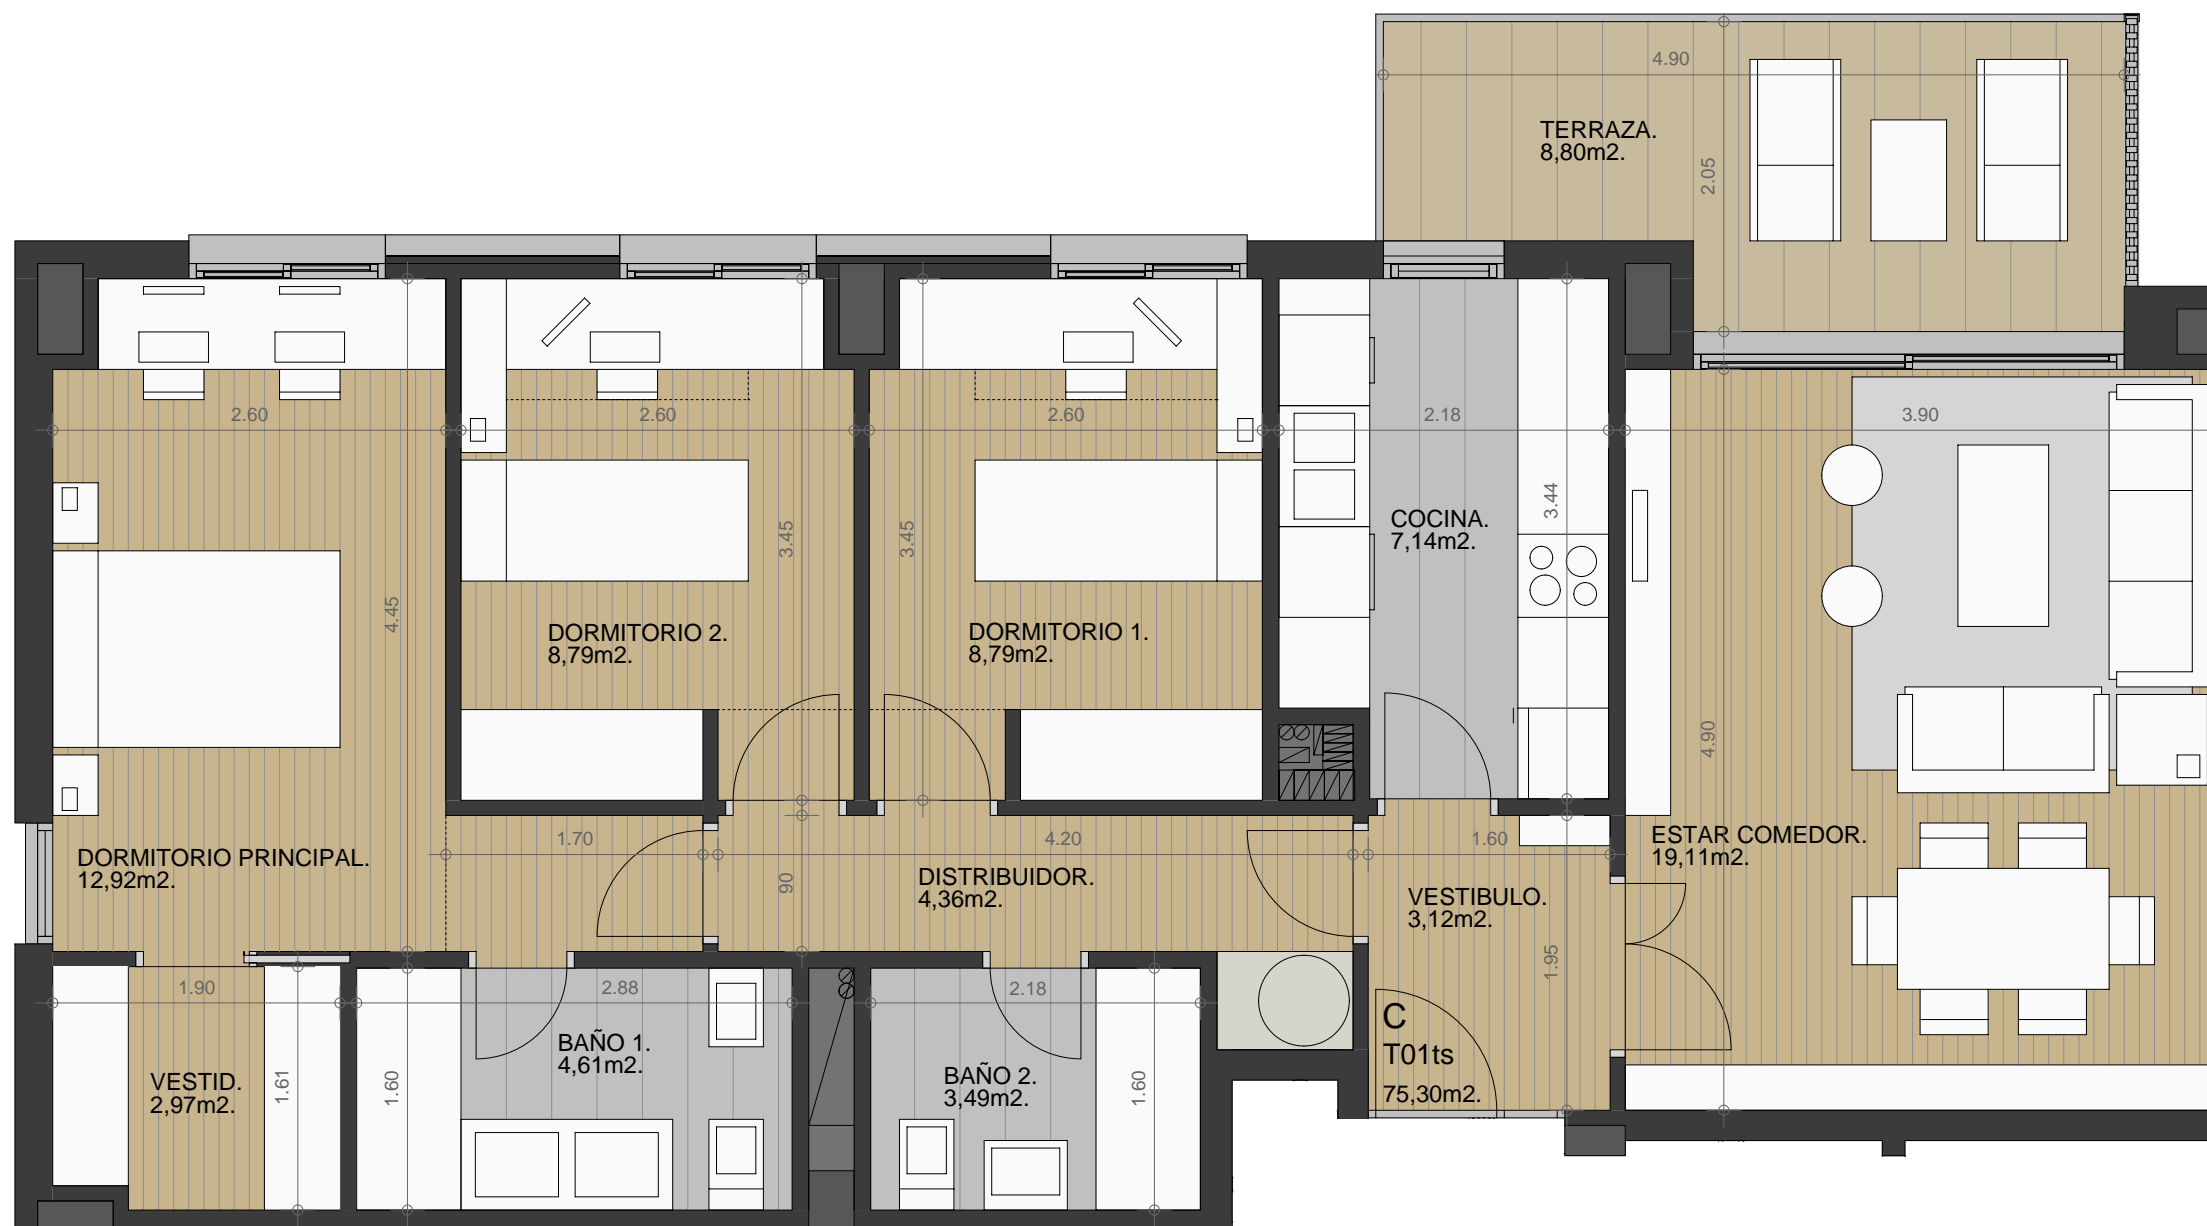 4.90
TERRAZA.
8,80m2.
2.05
2.60
2.60
2.60
2.18
3.90
3.45
3.45
3.44
4.45
COCINA.
7,14m2.
DORMITORIO 2.
8,79m2.
DORMITORIO 1.
8,79m2.
4.90
1.70
4.20
1.60
ESTAR COMEDOR.
19,11m2.
DORMITORIO PRINCIPAL.
12,92m2.
90
DISTRIBUIDOR.
4,36m2.
VESTIBULO.
3,12m2.
1.95
1.90
2.88
2.18
C
T01ts
75,30m2.
BAÑO 1.
4,61m2.
VESTID.
2,97m2.
1.61
1.60
BAÑO 2.
3,49m2.
1.60